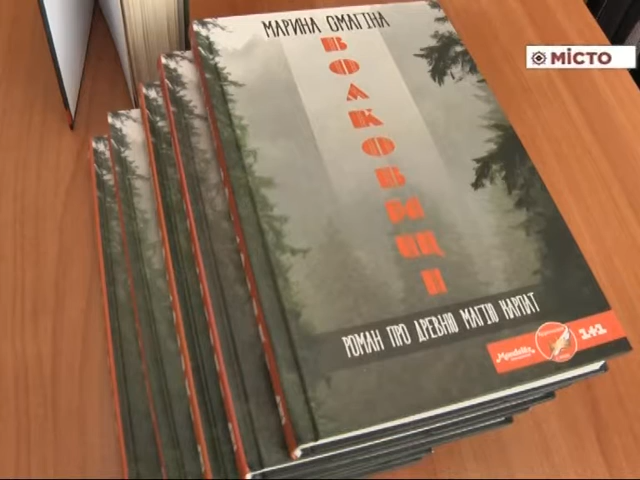 МІСТО
МАРИНА ОМАГІНА
ВОЛКОВИЦІ
РОМАН ПРО ДРЕВНЮ МАГІЮ КАРПАТ
1+1